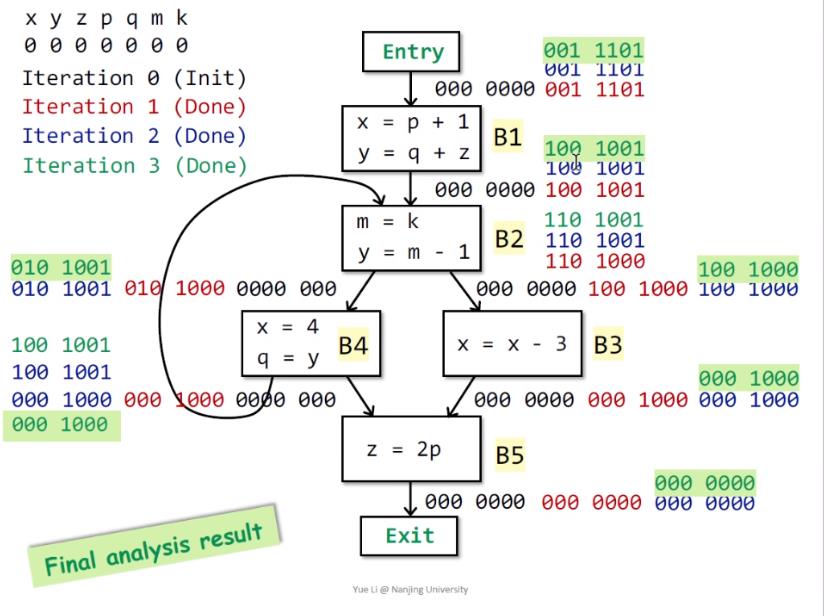 x y z p q m k
0 0 0 0 0 0 0
Iteration 0 (Init)
Iteration 1 (Done)
Iteration 2 (Done)
Iteration 3 (Done)
Entry
001 1101
001 1101
000 0000 001 1101
x = p + 1
y = q + z
B1
100 1001
100 1001
000 0000 100 1001
m = k
y = m - 1
B2
110 1001
110 1001
110 1000
010 1001
010 1001 010 1000 0000 000
100 1000
000 0000 100 1000 100 1000
x = 4
q = y
B4
x = x - 3
B3
100 1001
100 1001
000 1000 000 1000 0000 000
000 1000
000 1000
000 0000 000 1000 000 1000
z = 2p
B5
000 0000
000 0000 000 0000 000 0000
Exit
Final analysis result
Yue Li @ Nanjing University